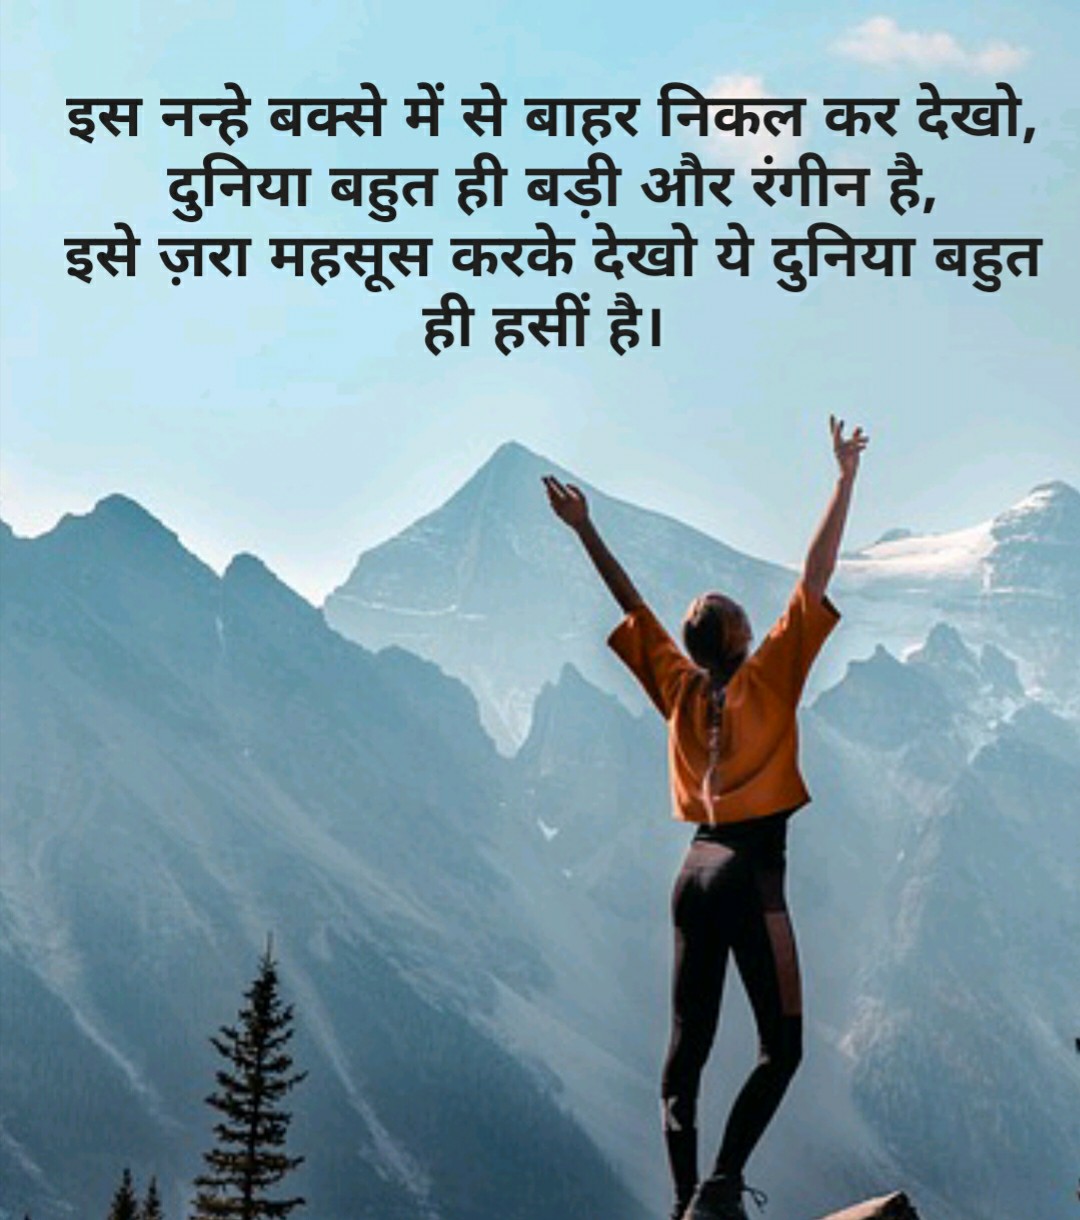 इस नन्हे बक्से में से बाहर निकल कर देखो,
दुनिया बहुत ही बड़ी और रंगीन है,
इसे ज़रा महसूस करके देखो ये दुनिया बहुत
ही हसीं है।